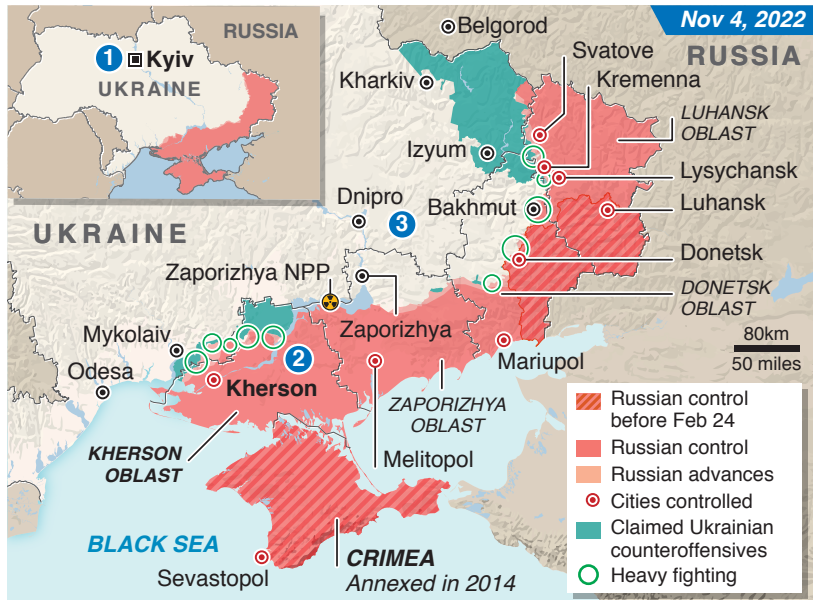 Nov 4, 2022
1
Kyiv
UKRAINE
RUSSIA
Belgorod
RUSSIA
Svatove
Kremenna
Kharkiv
LUHANSK
OBLAST
Izyum
Lysychansk
Dnipro
3
Bakhmut
Luhansk
UKRAINE
Donetsk
Zaporizhya NPP
DONETSK
OBLAST
Zaporizhya
Mykolaiv
80km
50 miles
Mariupol
2
Odesa
Kherson
ZAPORIZHYA
OBLAST
KHERSON
OBLAST
Melitopol
BLACK SEA
CRIMEA
Annexed in 2014
Sevastopol
Russian control
before Feb 24
Russian control
Russian advances
Cities controlled
Claimed Ukrainian
counteroffensives
Heavy fighting